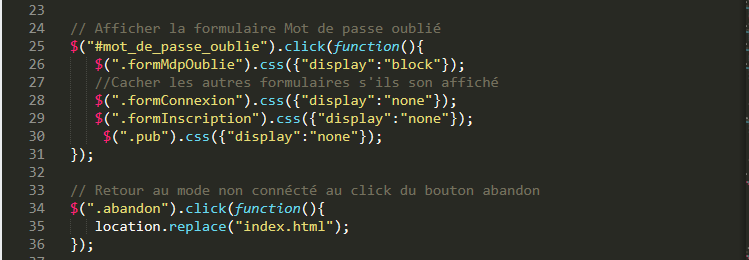 23
24 // Afficher la formulaire Mot de passe oublié
25 $("#mot_de_passe_oublie").click(function(){
26 $(".formMdpOublie").css({"display":"block"});
27 //Cacher les autres formulaires s'ils son affiché
28 $(".formConnexion").css({"display":"none"});
29 $(".formInscription").css({"display":"none"});
30 $(".pub").css({"display":"none"});
31 });
32
33 // Retour au mode non connécté au click du bouton abandon
34 $(".abandon").click(function(){
35 location.replace("index.html");
36 });
37